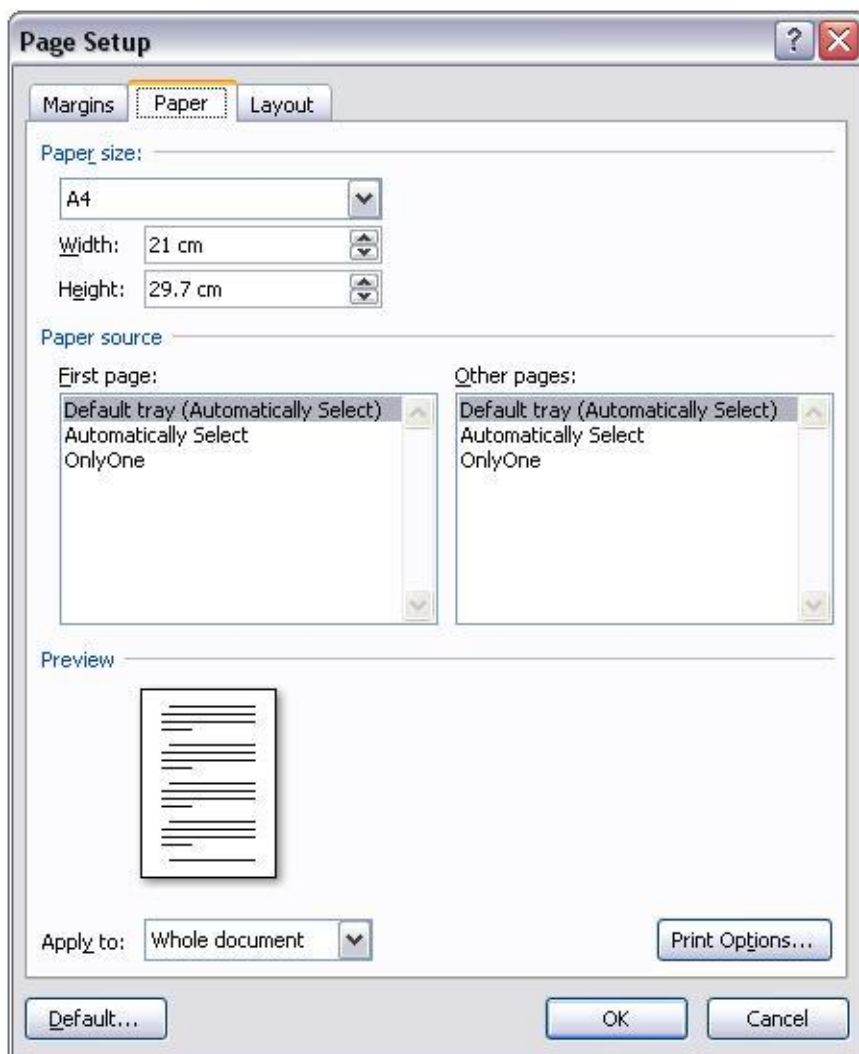 Page Setup
?
Margins Paper Layout
Paper size:
A4
Width: 21 cm
Height: 29.7 cm
Paper source
First page: Other pages:
Default tray (Automatically Select) Default tray (Automatically Select)
Automatically Select Automatically Select
OnlyOne OnlyOne
Preview
Apply to: Whole document Print Options...
Default... OK Cancel